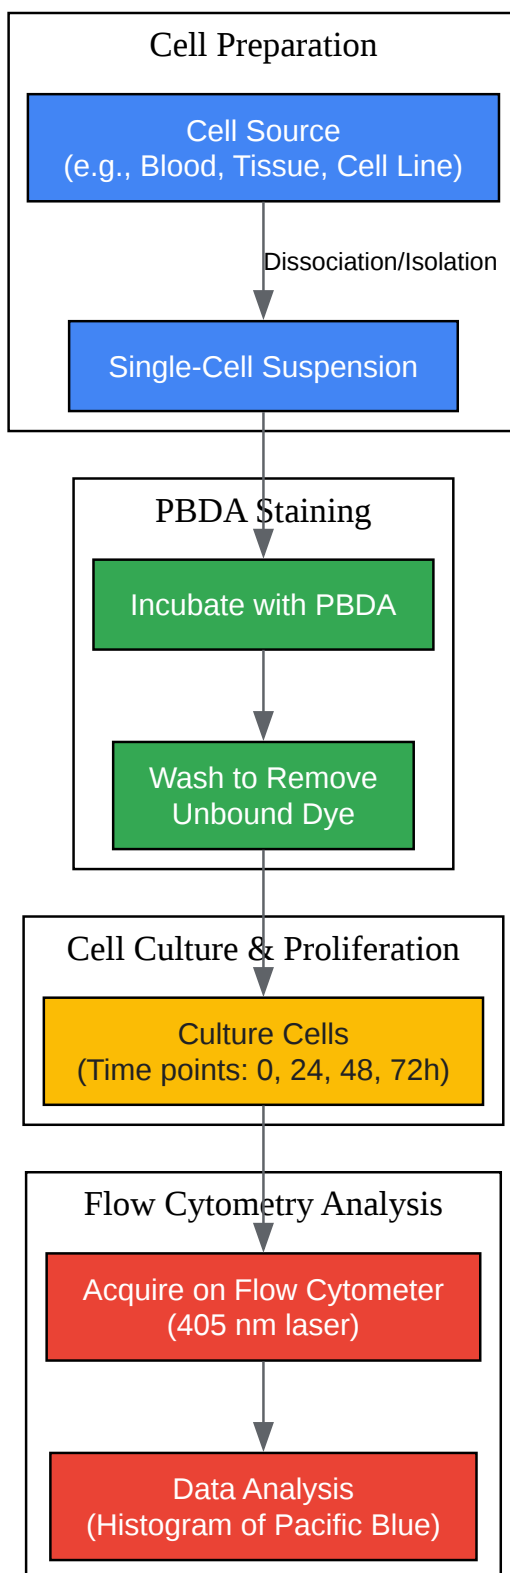 Cell Preparation
Cell Source
(e.g., Blood, Tissue, Cell Line)
Dissociation/Isolation
Single-Cell Suspension
PBDA Staining
Incubate with PBDA
Wash to Remove
Unbound Dye
Cell Culture & Proliferation
Culture Cells
(Time points: 0, 24, 48, 72h)
Flow Cytometry Analysis
Acquire on Flow Cytometer
(405 nm laser)
Data Analysis
(Histogram of Pacific Blue)